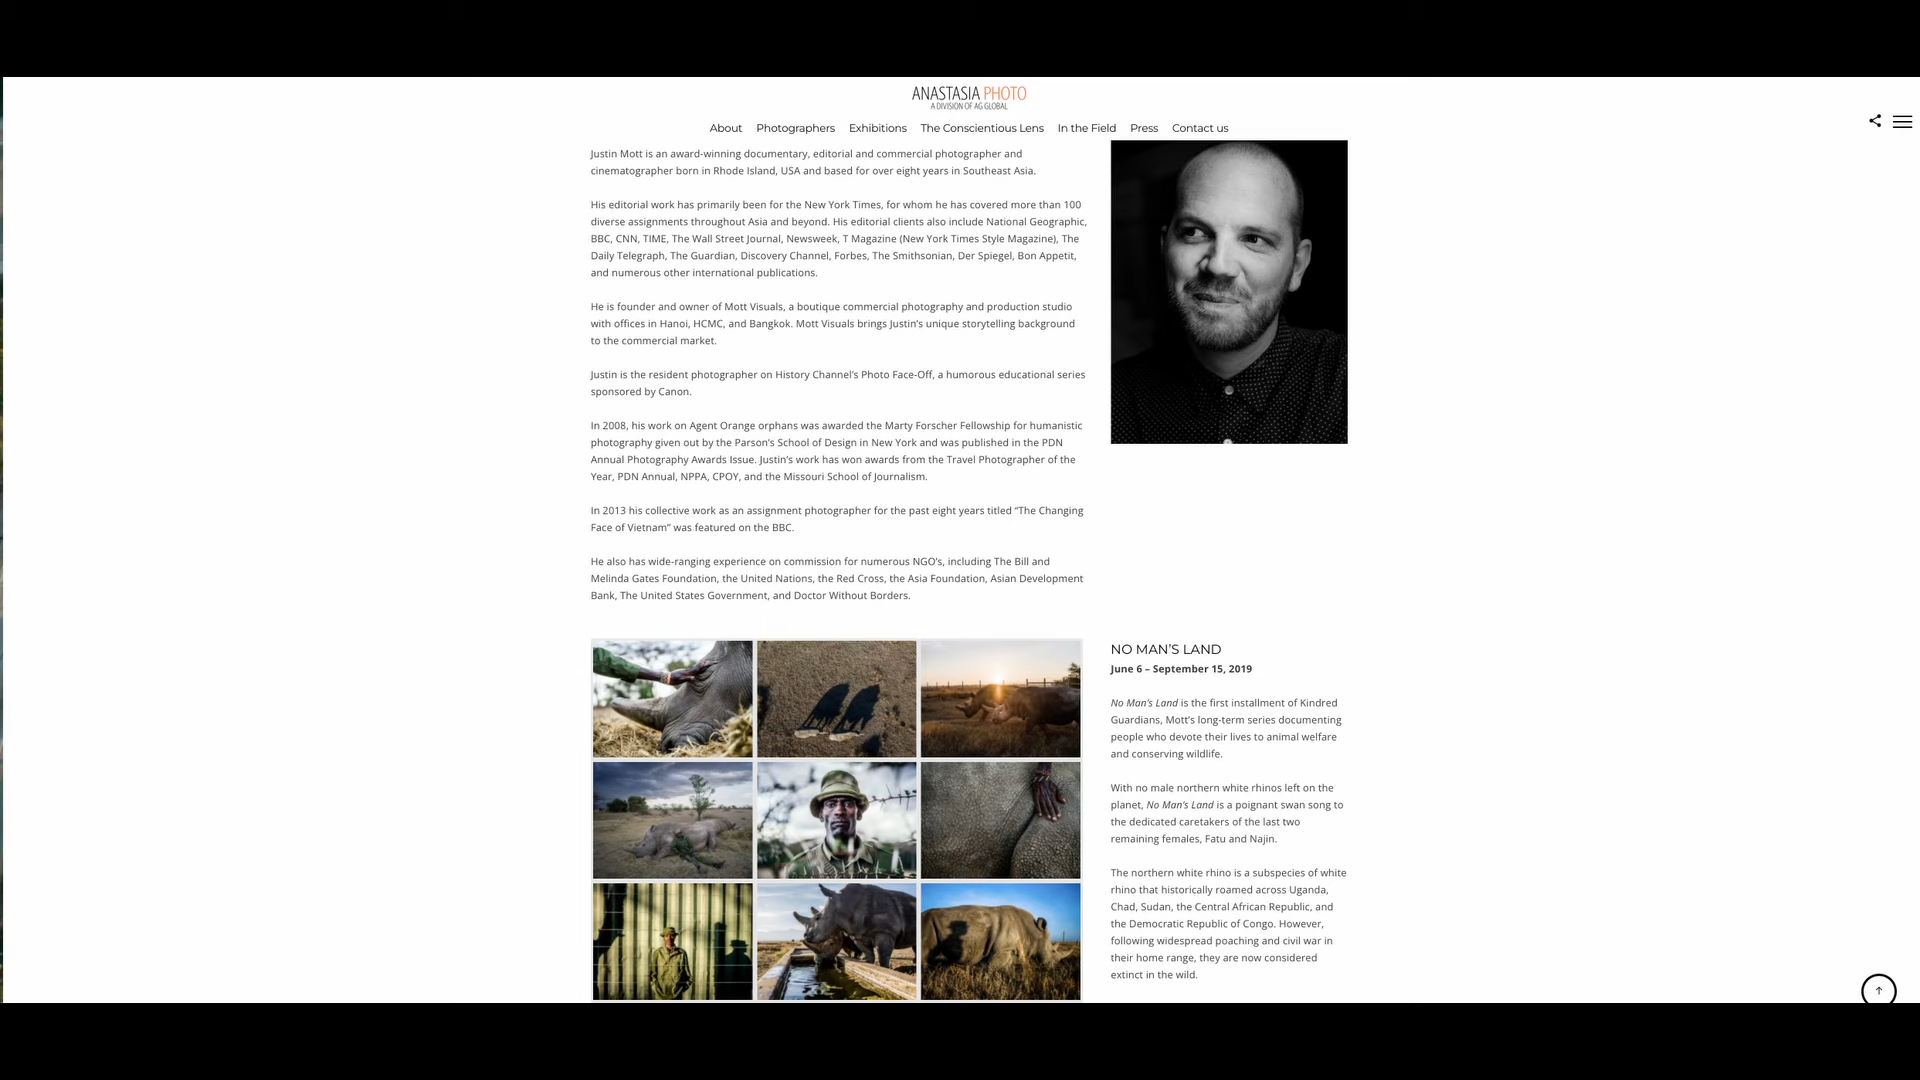 ANASTASIA PHOTO
A DIVISION OF AG GLOBAL
About Photographers Exhibitions The Conscientious Lens In the Field Press Contact us
Justin Mott is an award-winning documentary, editorial and commercial photographer and
cinematographer born in Rhode Island, USA and based for over eight years in Southeast Asia.
His editorial work has primarily been for the New York Times, for whom he has covered more than 100
diverse assignments throughout Asia and beyond. His editorial clients also include National Geographic,
BBC, CNN, TIME, The Wall Street Journal, Newsweek, T Magazine (New York Times Style Magazine), The
Daily Telegraph, The Guardian, Discovery Channel, Forbes, The Smithsonian, Der Spiegel, Bon Appetit,
and numerous other international publications.
He is founder and owner of Mott Visuals, a boutique commercial photography and production studio
with offices in Hanoi, HCMC, and Bangkok. Mott Visuals brings Justin’s unique storytelling background
to the commercial market.
Justin is the resident photographer on History Channel’s Photo Face-Off, a humorous educational series
sponsored by Canon.
In 2008, his work on Agent Orange orphans was awarded the Marty Forscher Fellowship for humanistic
photography given out by the Parson’s School of Design in New York and was published in the PDN
Annual Photography Awards Issue. Justin’s work has won awards from the Travel Photographer of the
Year, PDN Annual, NPPA, CPOY, and the Missouri School of Journalism.
In 2013 his collective work as an assignment photographer for the past eight years titled “The Changing
Face of Vietnam” was featured on the BBC.
He also has wide-ranging experience on commission for numerous NGO’s, including The Bill and
Melinda Gates Foundation, the United Nations, the Red Cross, the Asia Foundation, Asian Development
Bank, The United States Government, and Doctor Without Borders.
NO MAN’S LAND
June 6 – September 15, 2019
No Man’s Land is the first installment of Kindred
Guardians, Mott’s long-term series documenting
people who devote their lives to animal welfare
and conserving wildlife.
With no male northern white rhinos left on the
planet, No Man’s Land is a poignant swan song to
the dedicated caretakers of the last two
remaining females, Fatu and Najin.
The northern white rhino is a subspecies of white
rhino that historically roamed across Uganda,
Chad, Sudan, the Central African Republic, and
the Democratic Republic of Congo. However,
following widespread poaching and civil war in
their home range, they are now considered
extinct in the wild.